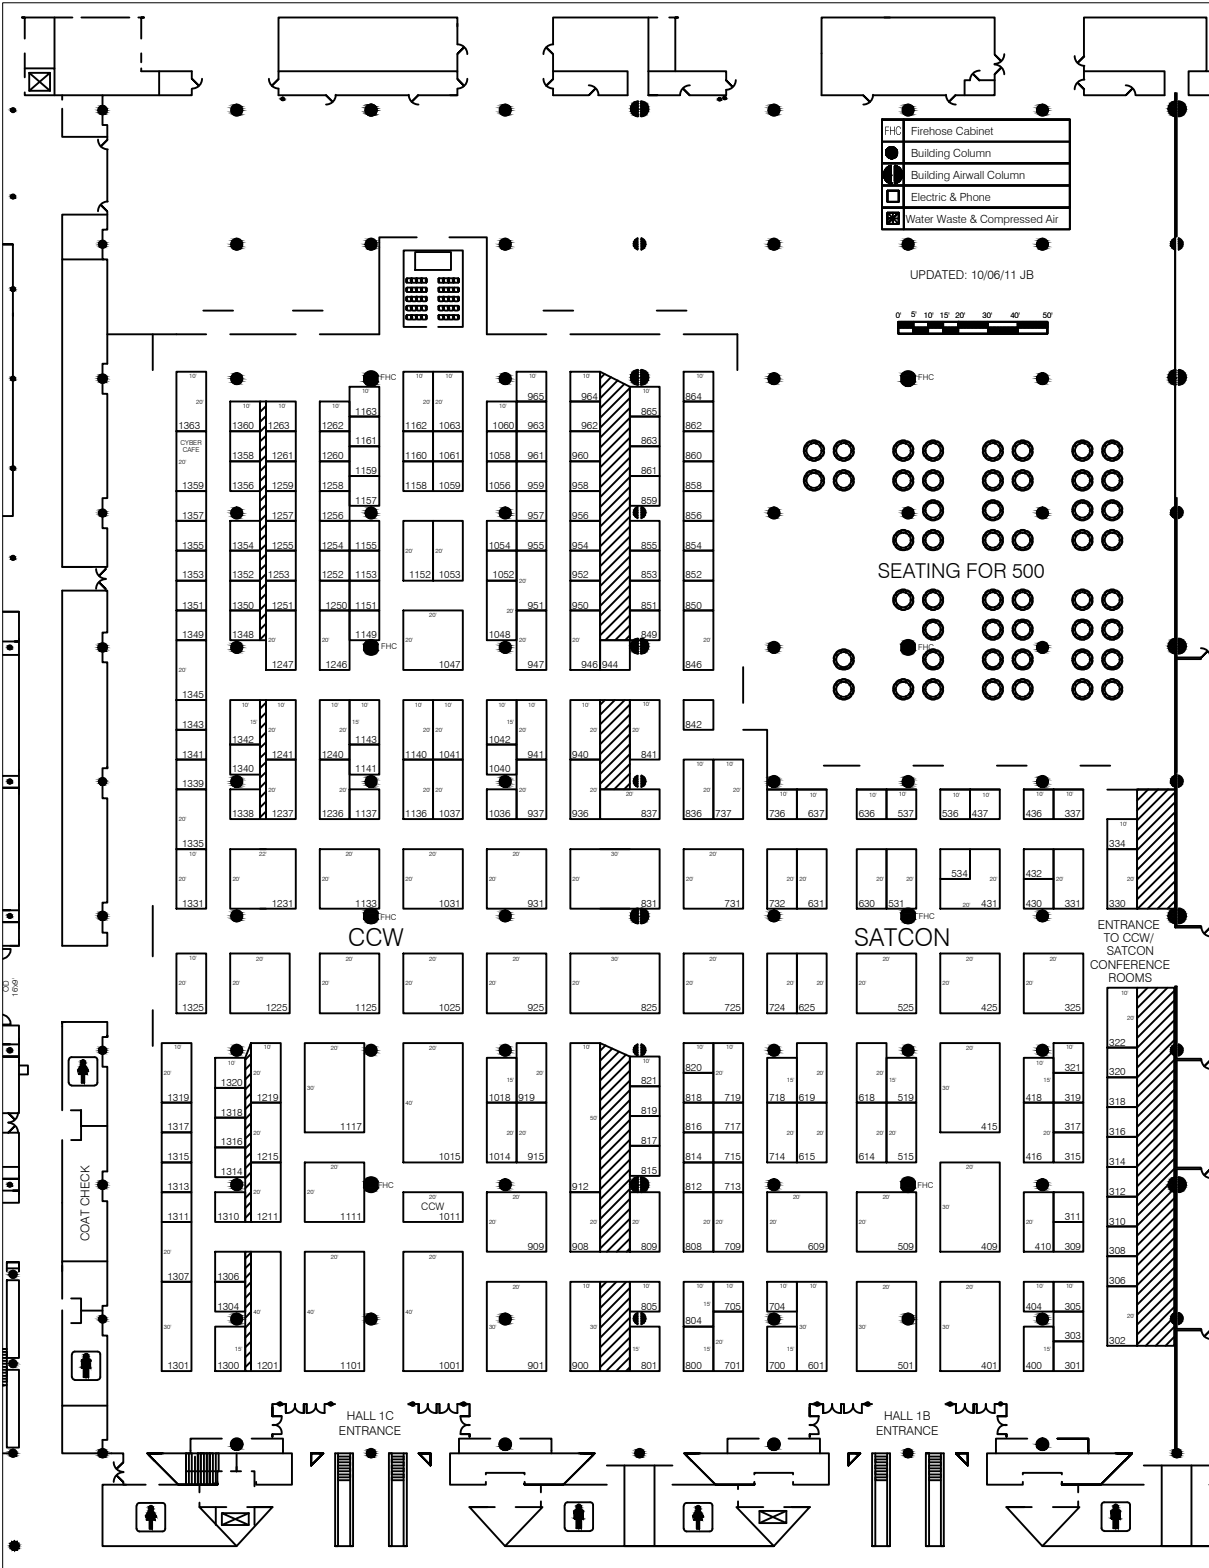 FHC Firehose Cabinet
Building Column
Building Airwall Column
Electric & Phone
Water Waste & Compressed Air
UPDATED: 10/06/11 JB
0' 5' 10' 15' 20' 30' 40' 50'
FHC FHC
965 964 864
1363 1360 1263 1262 1163 1162 1063 1060 963 962 865 862
CYBER
CAFE
1358 1261 1260 1161 1160 1061 1058 961 960 863 860
1359 1356 1259 1258 1159 1158 1059 1056 959 958 861 858
1357 1257 1256 1157 957 956 859 856
1355 1354 1255 1254 1155 1054 955 954 855 854
1353 1352 1253 1252 1153 1152 1053 1052 952 853 852
SEATING FOR 500
1351 1350 1251 1250 1151 951 950 851 850
1349 1348 1149 1048 849
FHC FHC
1247 1246 1047 947 946 944 846
1345
1343 1342 1143 1042 842
1341 1241 1240 1140 1041 941 940 841
1339 1340 1141 1040
1335 1338 1237 1236 1137 1136 1037 1036 937 936 837 836 737 736 637 636 537 536 437 436 337
334
534 432
1331 1231 1133 1031 931 831 731 732 631 630 531 431 430 331 330
FHC FHC
CCW SATCON
ENTRANCE
TO CCW/
SATCON
CONFERENCE
ROOMS
1325 1225 1125 1025 925 825 725 724 625 525 425 325
322
1320 821 820 321 320
1319 1219 1018 919 818 719 718 619 618 519 418 319 318
1317 1318 1117 819 816 717 415 317 316
1315 1316 1215 1015 1014 915 817 814 715 714 615 614 515 416 315 314
1314 815
FHC FHC
1313 912 812 713 312
CCW
1311 1310 1211 1111 1011 311 310
909 908 809 808 709 609 509 409 410 309 308
1307 1306 306
1304 805 705 704 404 305
804 303 302
1301 1300 1201 1101 1001 901 900 801 800 701 700 601 501 401 400 301
COAT CHECK
HALL 1C
ENTRANCE
HALL 1B
ENTRANCE